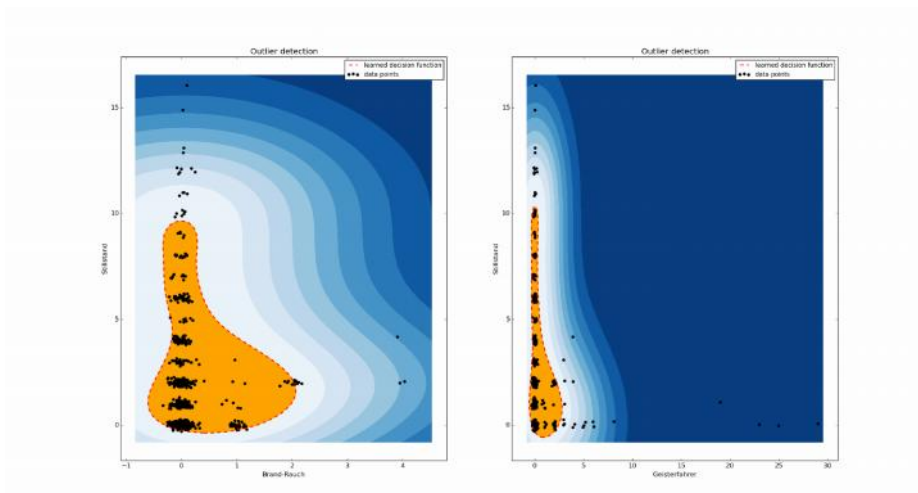 Outlier detection
learned decision function
data points
15
10
5
0
Stillstand
−1 0 1 2 3 4
Brand-Rauch
Outlier detection
learned decision function
data points
15
10
5
0
Stillstand
0 5 10 15 20 25 30
Geisterfahrer